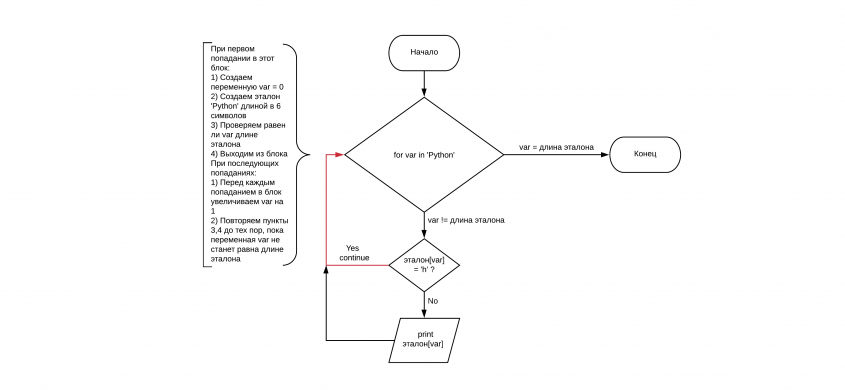 При первом
попадании в этот
блок:
1) Создаем
переменную var = 0
2) Создаем эталон
'Python' длиной в 6
символов
3) Проверяем равен
ли var длине
эталона
4) Выходим из блока
При последующих
попаданиях:
1) Перед каждым
попаданием в блок
увеличиваем var на
1
2) Повторяем пункты
3,4 до тех пор, пока
переменная var не
станет равна длине
эталона
Начало
for var in 'Python'
var = длина эталона
Конец
var != длина эталона
Yes
continue
эталон[var]
= 'h' ?
No
print
эталон[var]